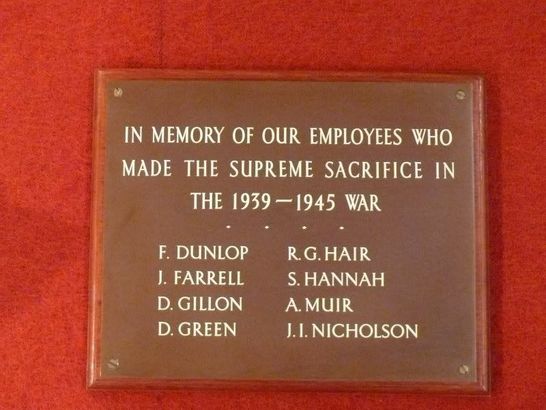 IN MEMORY OF OUR EMPLOYEES WHO
MADE THE SUPREME SACRIFICE IN
THE 1939—1945 WAR
F. DUNLOP R.G. HAIR
J. FARRELL S. HANNAH
D. GILLON A. MUIR
D. GREEN J.I. NICHOLSON